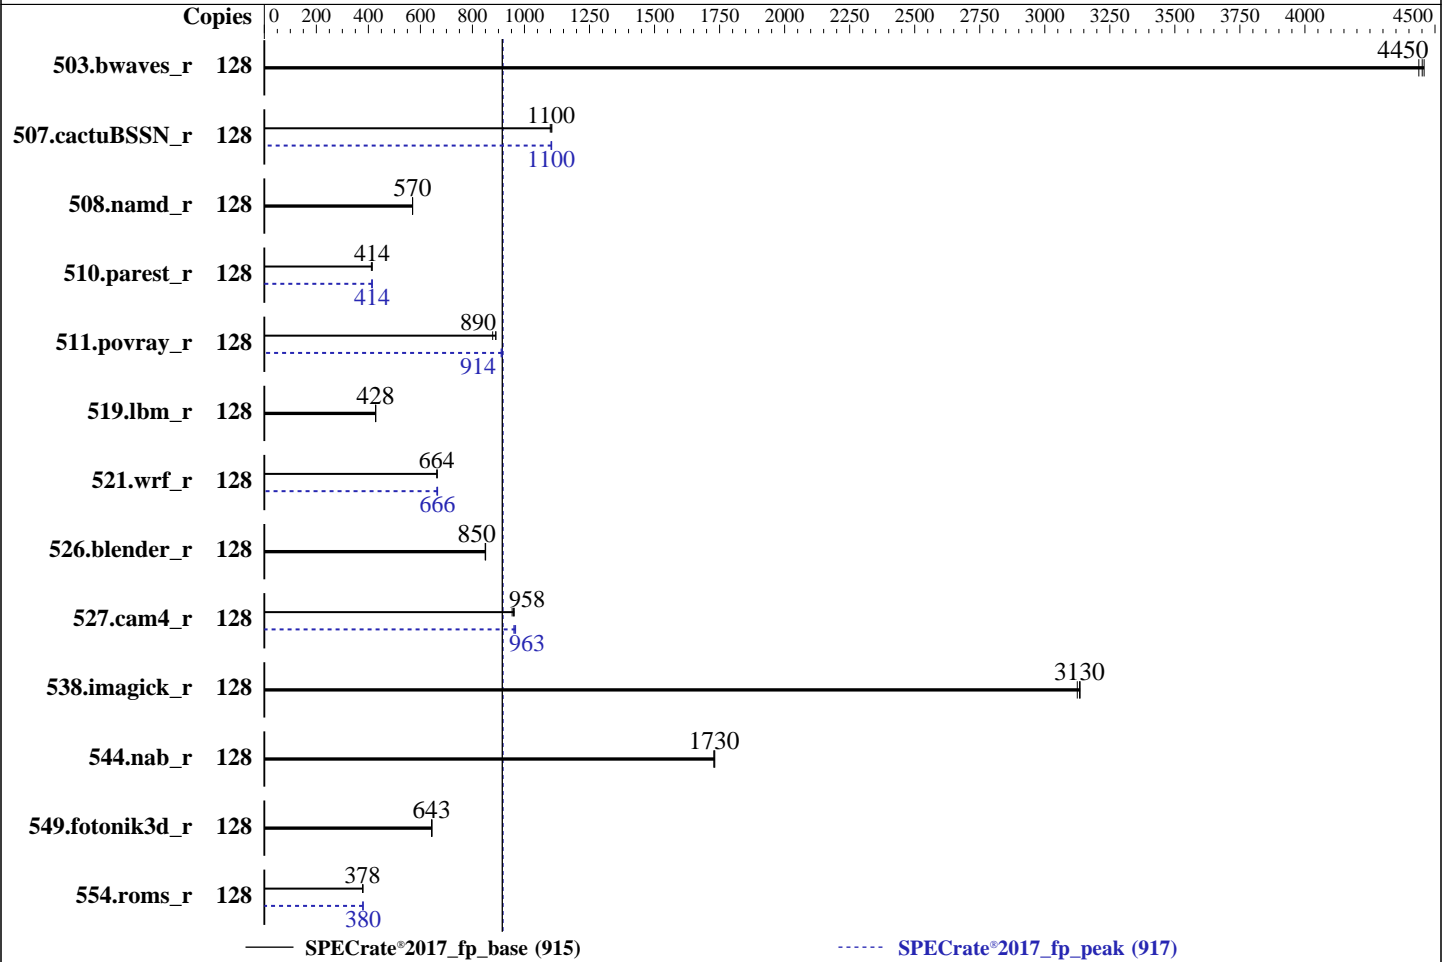 Copies 0 200 400 600 800 1000 1250 1500 1750 2000 2250 2500 2750 3000 3250 3500 3750 4000 4500
4450
503.bwaves_r 128
1100
507.cactuBSSN_r 128
1100
570
508.namd_r 128
414
510.parest_r 128
414
890
511.povray_r 128
914
428
519.lbm_r 128
664
521.wrf_r 128
666
850
526.blender_r 128
958
527.cam4_r 128
963
3130
538.imagick_r 128
1730
544.nab_r 128
643
549.fotonik3d_r 128
378
554.roms_r 128
380
SPECrate®2017_fp_base (915) SPECrate®2017_fp_peak (917)